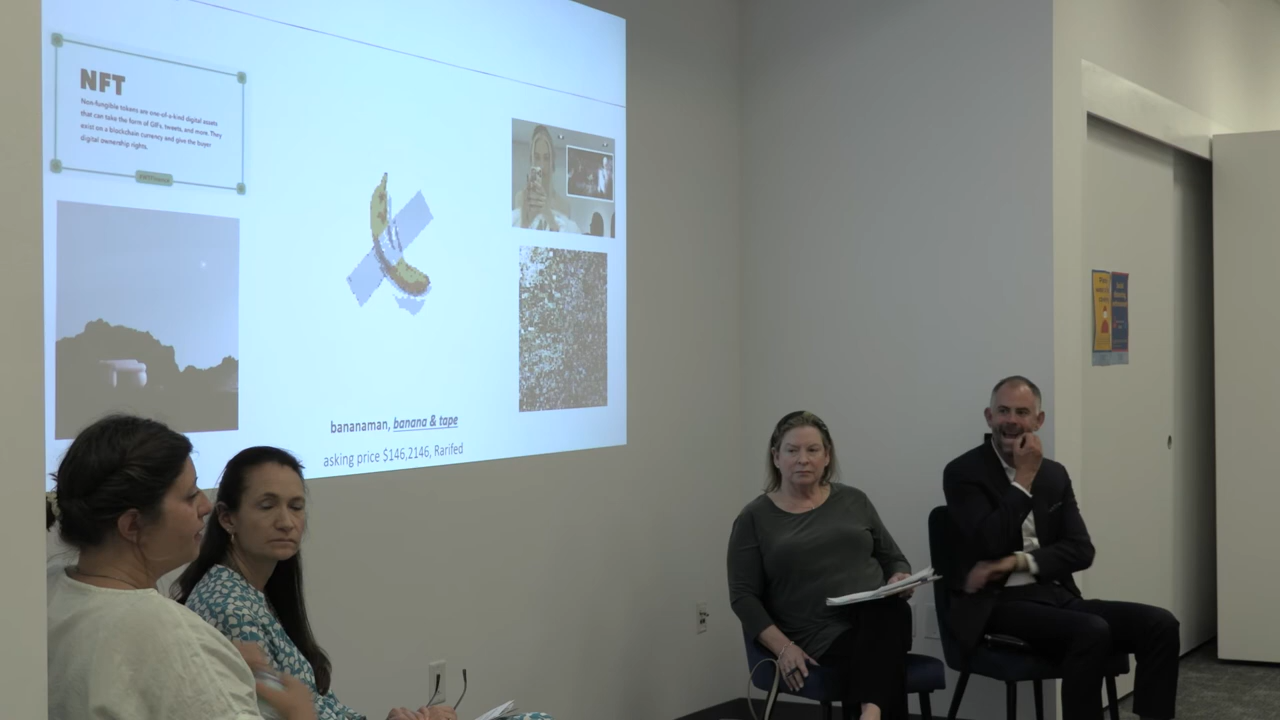 NFT
Non-fungible tokens are one-of-a-kind digital assets
that can take the form of GIFs, tweets, and more. They
exist on a blockchain currency and give the buyer
digital ownership rights.
bananaman, banana & tape
asking price $146,2146, Rarifed